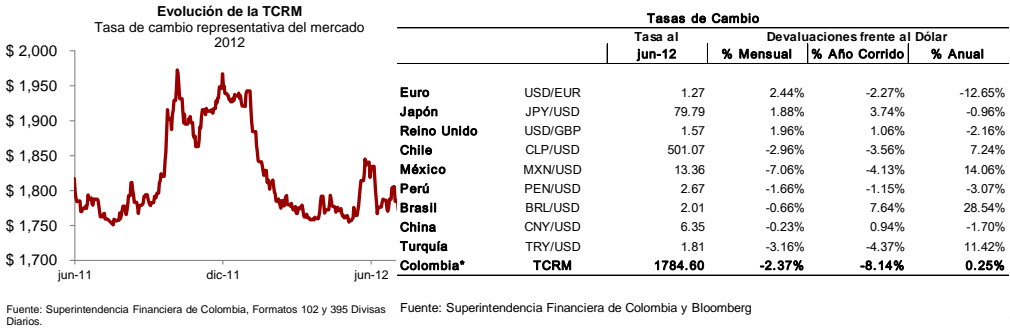 Evolución de la TCRM
Tasa de cambio representativa del mercado
2012
$ 2,000
$ 1,950
$ 1,900
$ 1,850
$ 1,800
$ 1,750
$ 1,700
jun-11 dic-11 jun-12
Fuente: Superintendencia Financiera de Colombia, Formatos 102 y 395 Divisas
Diarios.
Tasas de Cambio
Tasa al Devaluaciones frente al Dólar
jun-12 % Mensual % Año Corrido % Anual
Euro USD/EUR 1.27 2.44% -2.27% -12.65%
Japón JPY/USD 79.79 1.88% 3.74% -0.96%
Reino Unido USD/GBP 1.57 1.96% 1.06% -2.16%
Chile CLP/USD 501.07 -2.96% -3.56% 7.24%
México MXN/USD 13.36 -7.06% -4.13% 14.06%
Perú PEN/USD 2.67 -1.66% -1.15% -3.07%
Brasil BRL/USD 2.01 -0.66% 7.64% 28.54%
China CNY/USD 6.35 -0.23% 0.94% -1.70%
Turquía TRY/USD 1.81 -3.16% -4.37% 11.42%
Colombia* TCRM 1784.60 -2.37% -8.14% 0.25%
Fuente: Superintendencia Financiera de Colombia y Bloomberg